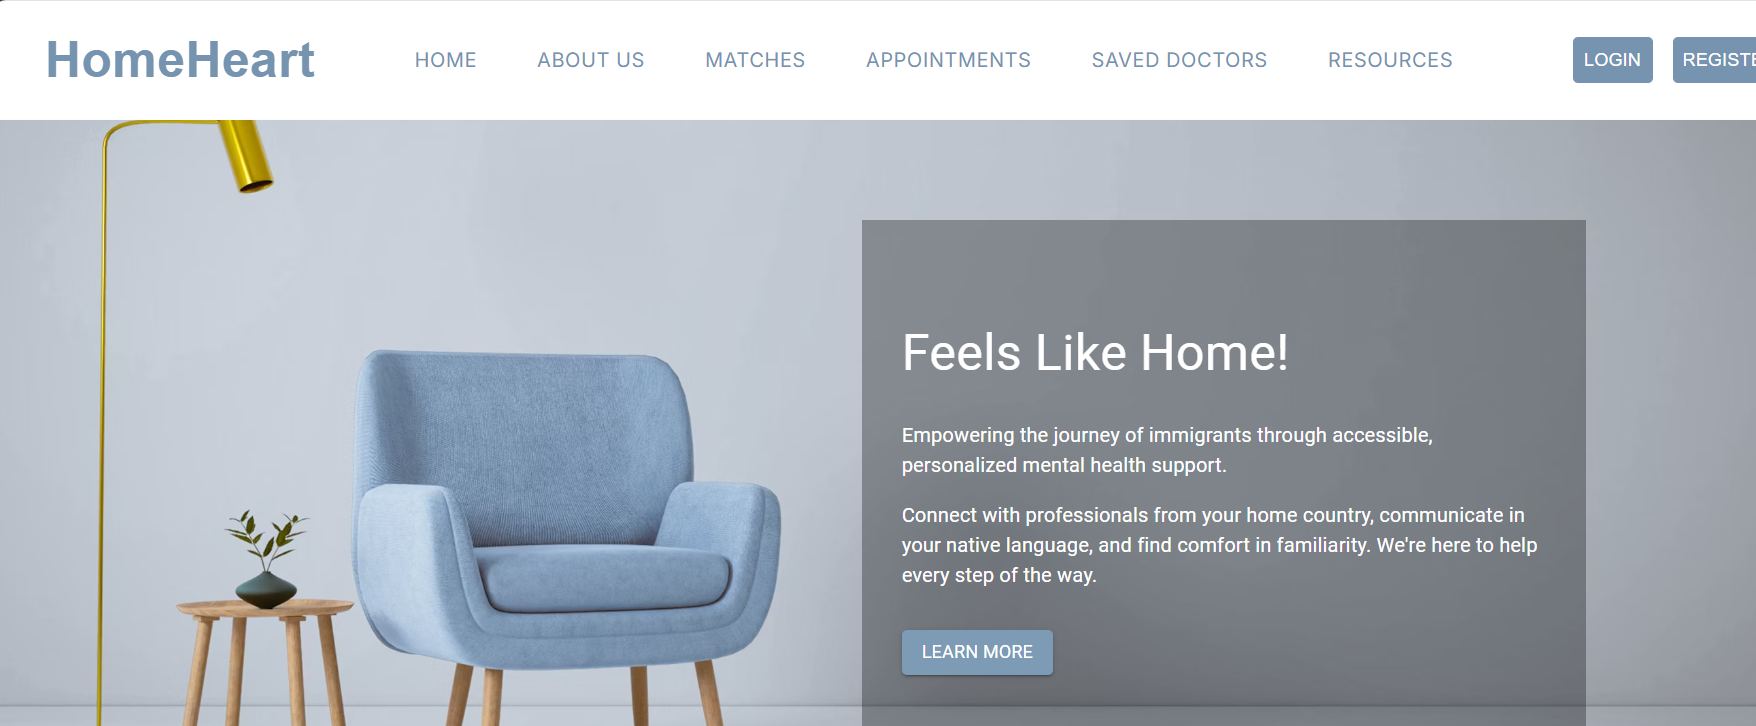 HomeHeart
HOME
ABOUT US
MATCHES
APPOINTMENTS
SAVED DOCTORS
RESOURCES
LOGIN
REGISTE
Feels Like Home!
Empowering the journey of immigrants through accessible,
personalized mental health support.
Connect with professionals from your home country, communicate in
your native language, and find comfort in familiarity. We're here to help
every step of the way.
LEARN MORE